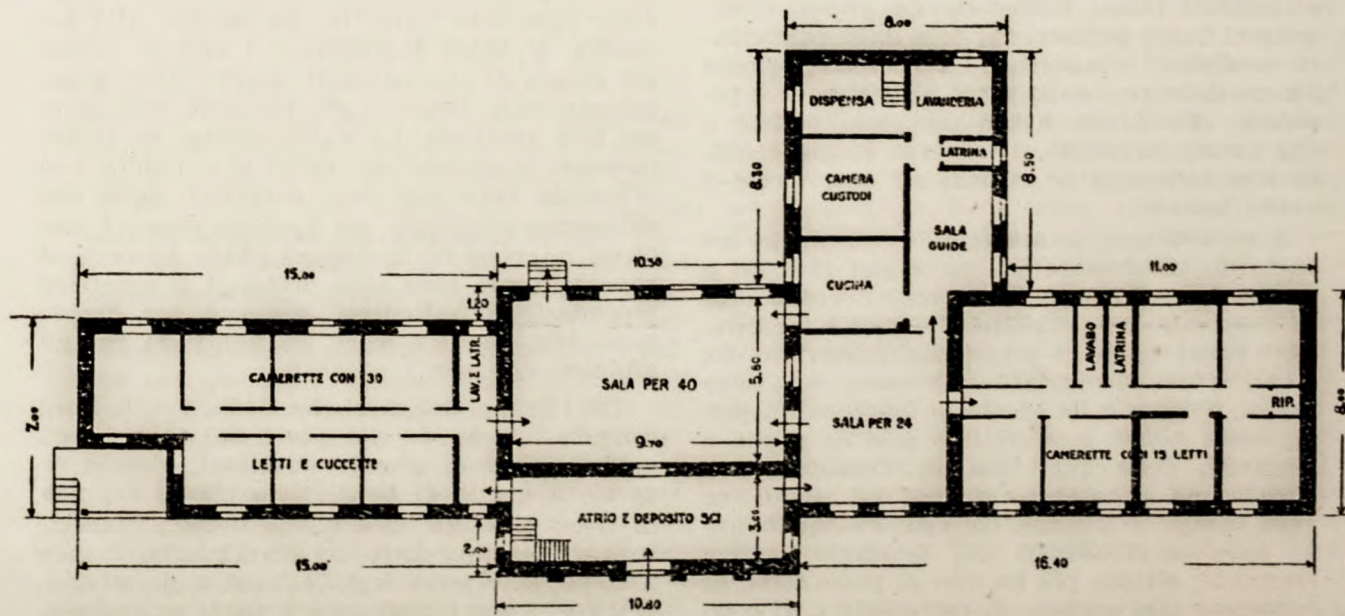 8.00
DISPENSA
LAVANDERIA
LATRINA
8.30
8.50
CAMERA
CUSTODI
SALA
GUIDE
15.00
10.50
11.00
CUCINA
1.20
LAV. E LATR.
LAVABO
LATRINA
CAMERETTE CON 30
SALA PER 40
5.60
7.00
8.00
RIP.
SALA PER 24
9.70
LETTI E CUCCETTE
CAMERETTE CON 15 LETTI
ATRIO E DEPOSITO SCI
3.00
2.00
15.00
16.40
10.80